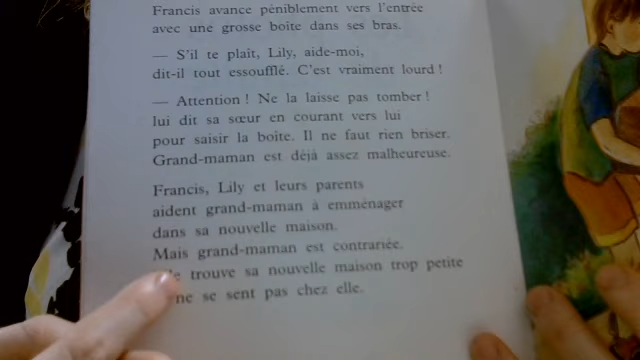 Francis avance péniblement vers l'entrée
avec une grosse boîte dans ses bras.
— S'il te plaît, Lily, aide-moi,
dit-il tout essoufflé. C'est vraiment lourd !
— Attention ! Ne la laisse pas tomber !
lui dit sa sœur en courant vers lui
pour saisir la boîte. Il ne faut rien briser.
Grand-maman est déjà assez malheureuse.
Francis, Lily et leurs parents
aident grand-maman à emménager
dans sa nouvelle maison.
Mais grand-maman est contrariée.
trouve sa nouvelle maison trop petite
ne se sent pas chez elle.